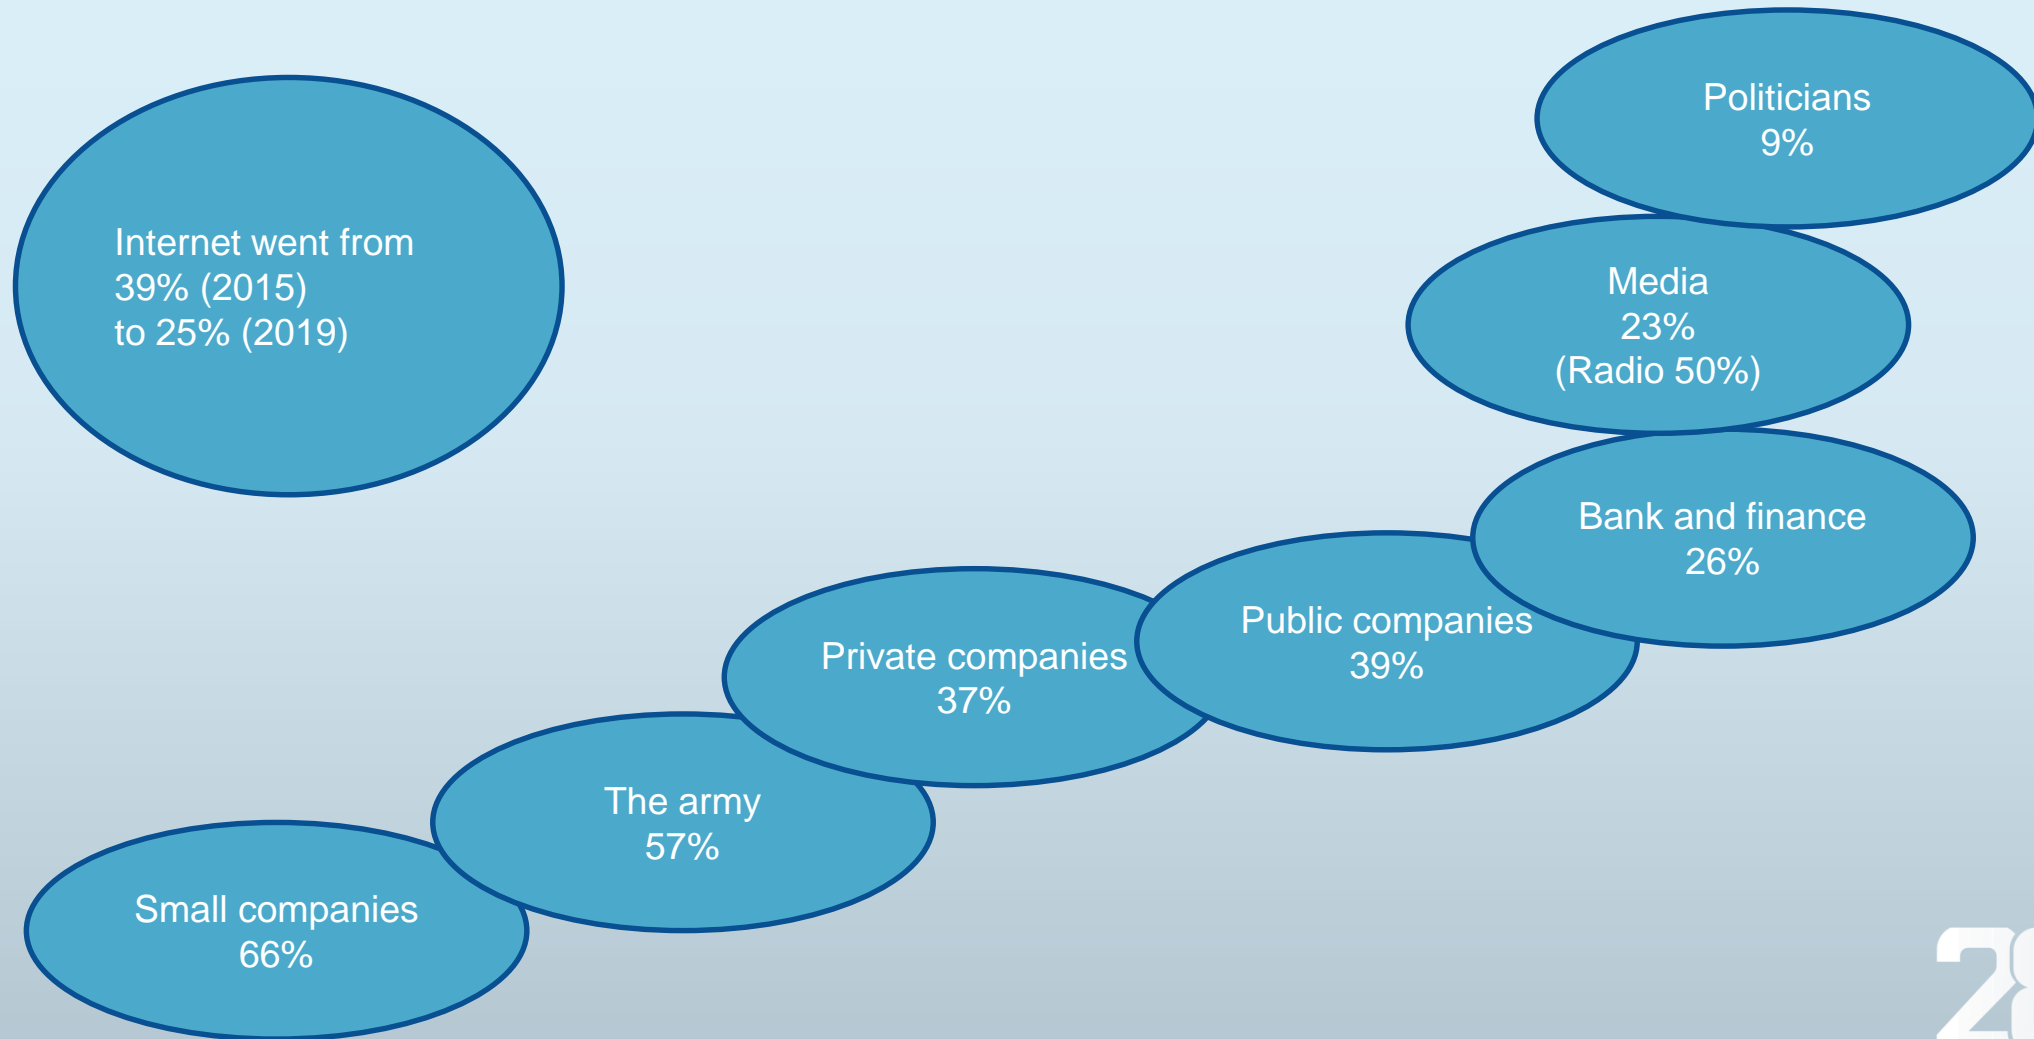 Politicians
9%
Internet went from
39% (2015)
to 25% (2019)
Media
23%
(Radio 50%)
Bank and finance
26%
Public companies
39%
Private companies
37%
The army
57%
Small companies
66%
28